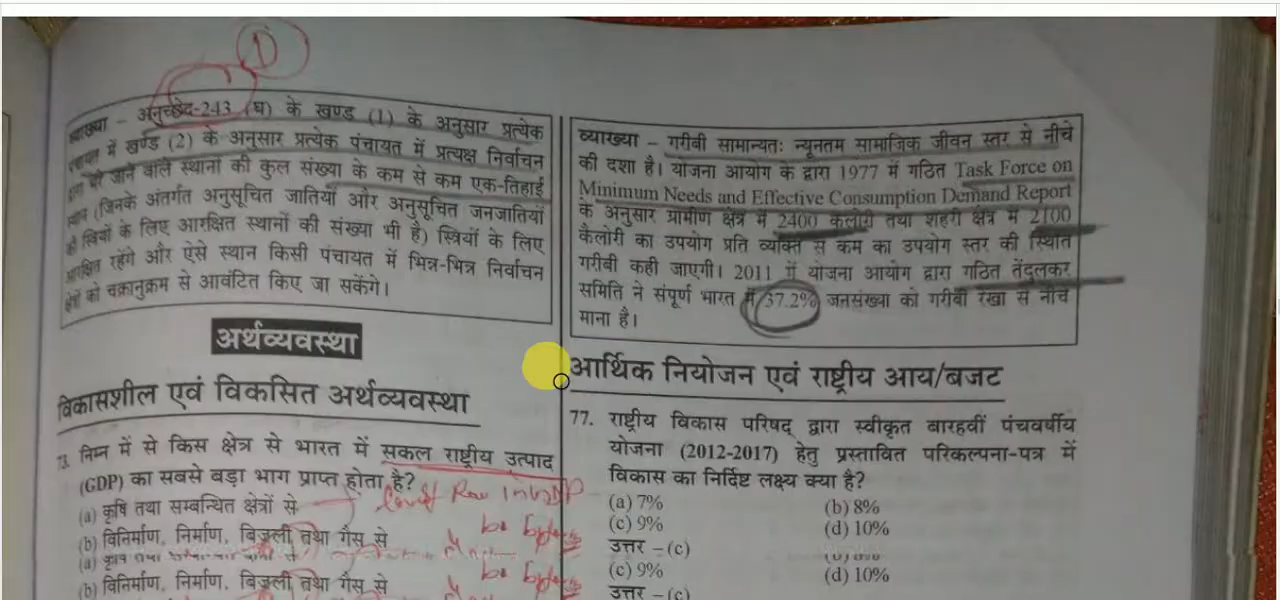 D
व्याख्या – अनुच्छेद-243 (घ) के खण्ड (1) के अनुसार प्रत्येक
पंचायत में खण्ड (2) के अनुसार प्रत्येक पंचायत में प्रत्यक्ष निर्वाचन
द्वारा भरे जाने वाले स्थानों की कुल संख्या के कम से कम एक-तिहाई
स्थान (जिनके अंतर्गत अनुसूचित जातियों और अनुसूचित जनजातियों
की स्त्रियों के लिए आरक्षित स्थानों की संख्या भी है) स्त्रियों के लिए
आरक्षित रहेंगे और ऐसे स्थान किसी पंचायत में भिन्न-भिन्न निर्वाचन
क्षेत्रों को चक्रानुक्रम से आवंटित किए जा सकेंगे।
अर्थव्यवस्था
विकासशील एवं विकसित अर्थव्यवस्था
73. निम्न में से किस क्षेत्र से भारत में सकल राष्ट्रीय उत्पाद
(GDP) का सबसे बड़ा भाग प्राप्त होता है?
(a) कृषि तथा सम्बन्धित क्षेत्रों से
(b) विनिर्माण, निर्माण, बिजली तथा गैस से
(b) विनिर्माण, निर्माण, बिजली तथा गैस से
व्याख्या – गरीबी सामान्यतः न्यूनतम सामाजिक जीवन स्तर से नीचे
की दशा है। योजना आयोग के द्वारा 1977 में गठित Task Force on
Minimum Needs and Effective Consumption Demand Report
के अनुसार ग्रामीण क्षेत्र में 2400 कैलोरी तथा शहरी क्षेत्र में 2100
कैलोरी का उपयोग प्रति व्यक्ति से कम का उपयोग स्तर की स्थिति
गरीबी कही जाएगी। 2011 में योजना आयोग द्वारा गठित तेंदुलकर
समिति ने संपूर्ण भारत में 37.2% जनसंख्या को गरीबी रेखा से नीचे
माना है।
आर्थिक नियोजन एवं राष्ट्रीय आय/बजट
77. राष्ट्रीय विकास परिषद् द्वारा स्वीकृत बारहवीं पंचवर्षीय
योजना (2012-2017) हेतु प्रस्तावित परिकल्पना-पत्र में
विकास का निर्दिष्ट लक्ष्य क्या है?
(a) 7% (b) 8%
(c) 9% (d) 10%
उत्तर –(c)
(c) 9% (d) 10%
उत्तर –(c)